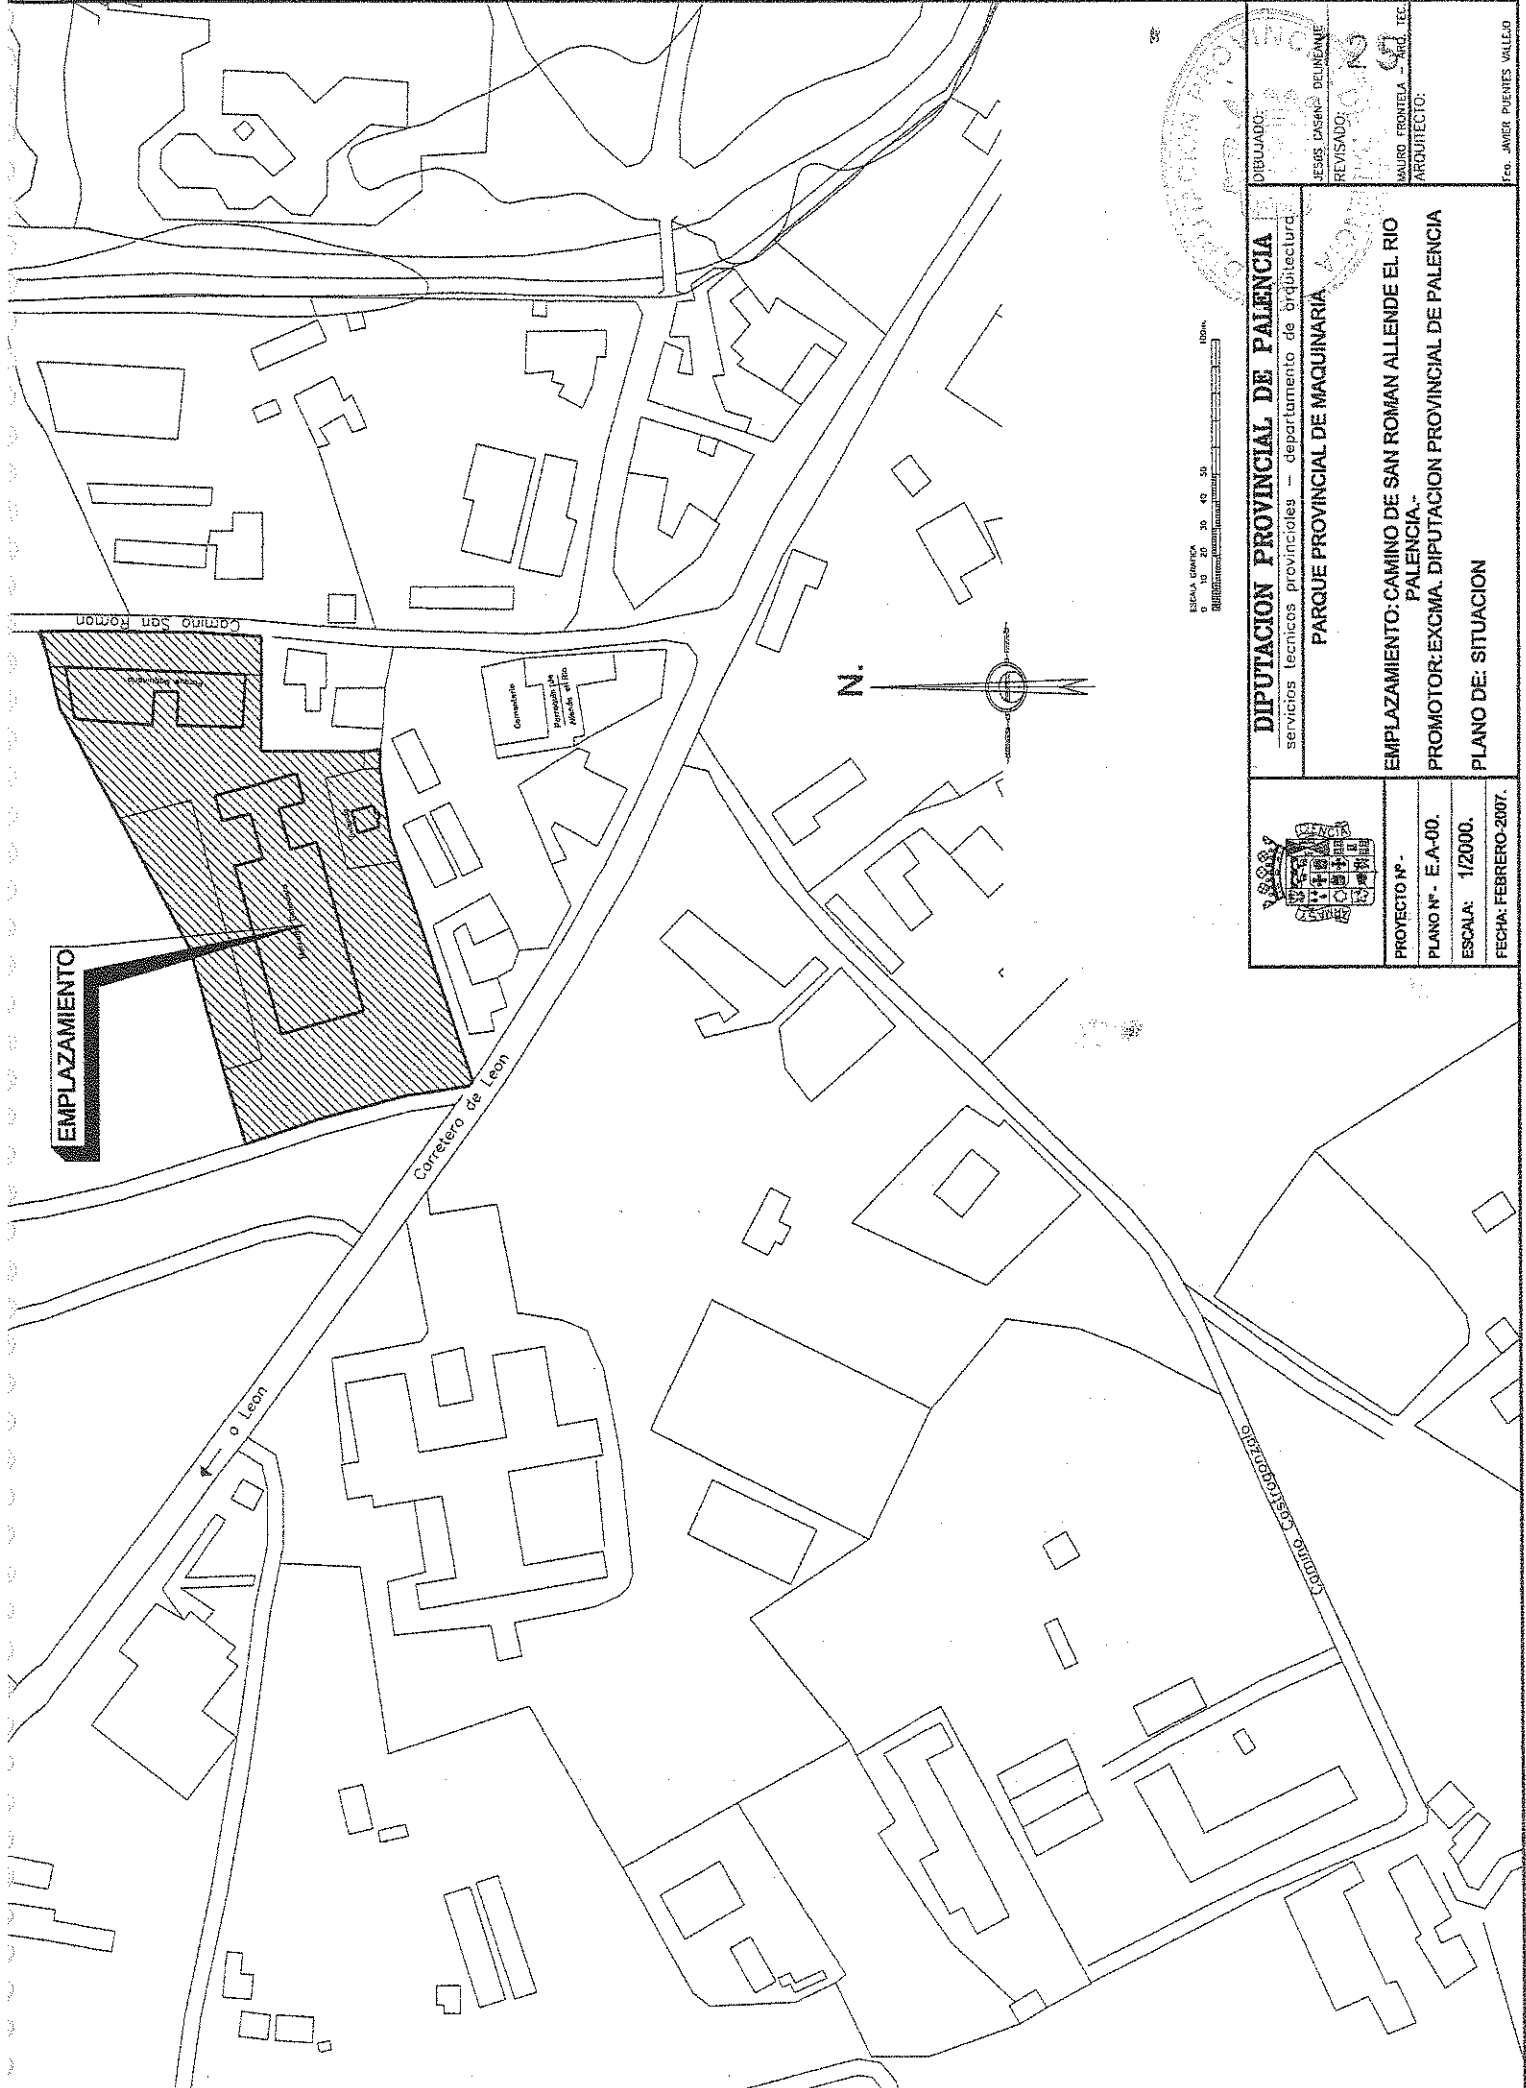 EMPLAZAMIENTO
Camino San Roman
Parque Maquinaria
Cementerio
Parroquia de
Allende el Rio
Carretera de Leon
a Leon
Camino Castrogonzalo
N.
ESCALA GRAFICA
0 10 20 30 40 50 100m.
DIPUTACION PROVINCIAL DE PALENCIA
servicios tecnicos provinciales - departamento de arquitectura
PARQUE PROVINCIAL DE MAQUINARIA
EMPLAZAMIENTO: CAMINO DE SAN ROMAN ALLENDE EL RIO
PALENCIA.-
PROMOTOR: EXCMA. DIPUTACION PROVINCIAL DE PALENCIA
PLANO DE: SITUACION
PROYECTO Nº -
PLANO Nº - E.A-00.
ESCALA: 1/2000.
FECHA: FEBRERO-2007.
DIBUJADO:
JESUS DELINEANTE
REVISADO:
MAURO FRONTELA - ARQ. TEC.
ARQUITECTO:
Fco. JAVIER PUENTES VALLEJO
25